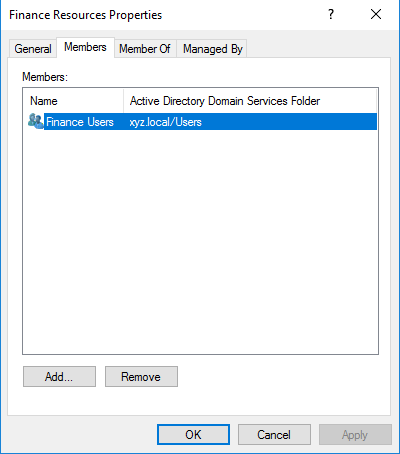 Finance Resources Properties ? ×
General Members Member Of Managed By
Members:
Name Active Directory Domain Services Folder
Finance Users xyz.local/Users
Add... Remove
OK Cancel Apply